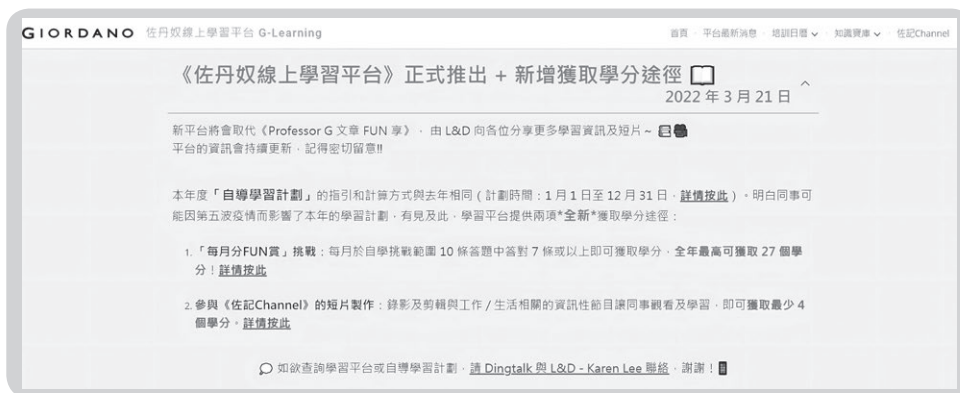 GIORDANO 佐丹奴線上學習平台 G-Learning 首頁 · 平台最新消息 · 培訓日曆 · 知識寶庫 · 佐記Channel
《佐丹奴線上學習平台》正式推出 + 新增獲取學分途徑
2022 年 3 月 21 日
新平台將會取代《Professor G 文章 FUN 享》，由 L&D 向各位分享更多學習資訊及短片～
平台的資訊會持續更新，記得密切留意!!
本年度「自導學習計劃」的指引和計算方式與去年相同 ( 計劃時間：1 月 1 日至 12 月 31 日，詳情按此 )。明白同事可
能因第五波疫情而影響了本年的學習計劃，有見及此，學習平台提供兩項*全新*獲取學分途徑：
1. 「每月分FUN賞」挑戰：每月於自學挑戰範圍 10 條答題中答對 7 條或以上即可獲取學分，全年最高可獲取 27 個學
分！詳情按此
2. 參與《佐記Channel》的短片製作：錄影及剪輯與工作 / 生活相關的資訊性節目讓同事觀看及學習，即可獲取最少 4
個學分。詳情按此
如欲查詢學習平台或自導學習計劃，請 Dingtalk 與 L&D - Karen Lee 聯絡，謝謝！